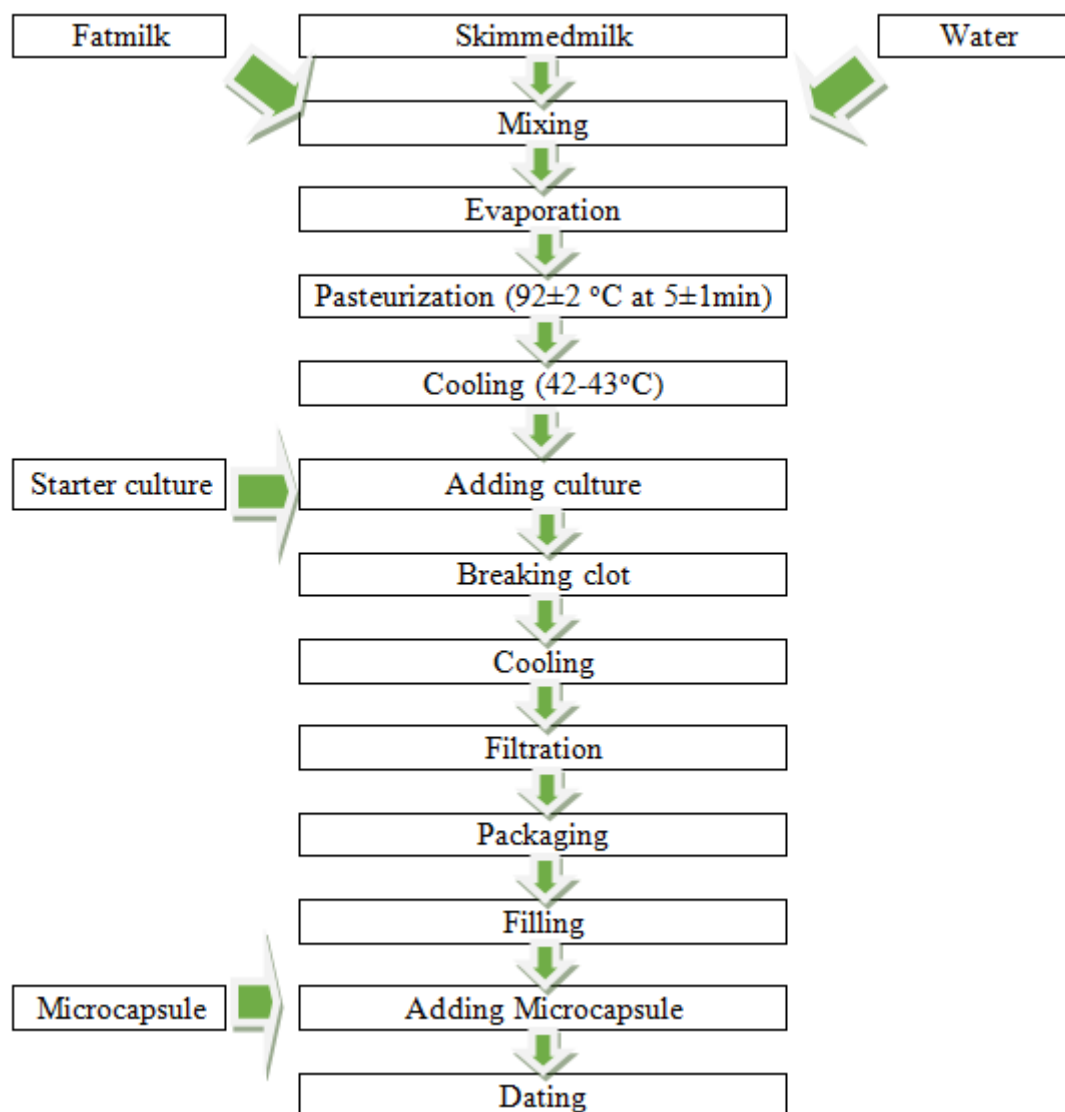 Fatmilk
Skimmedmilk
Water
Mixing
Evaporation
Pasteurization (92±2 °C at 5±1min)
Cooling (42-43°C)
Starter culture
Adding culture
Breaking clot
Cooling
Filtration
Packaging
Filling
Microcapsule
Adding Microcapsule
Dating